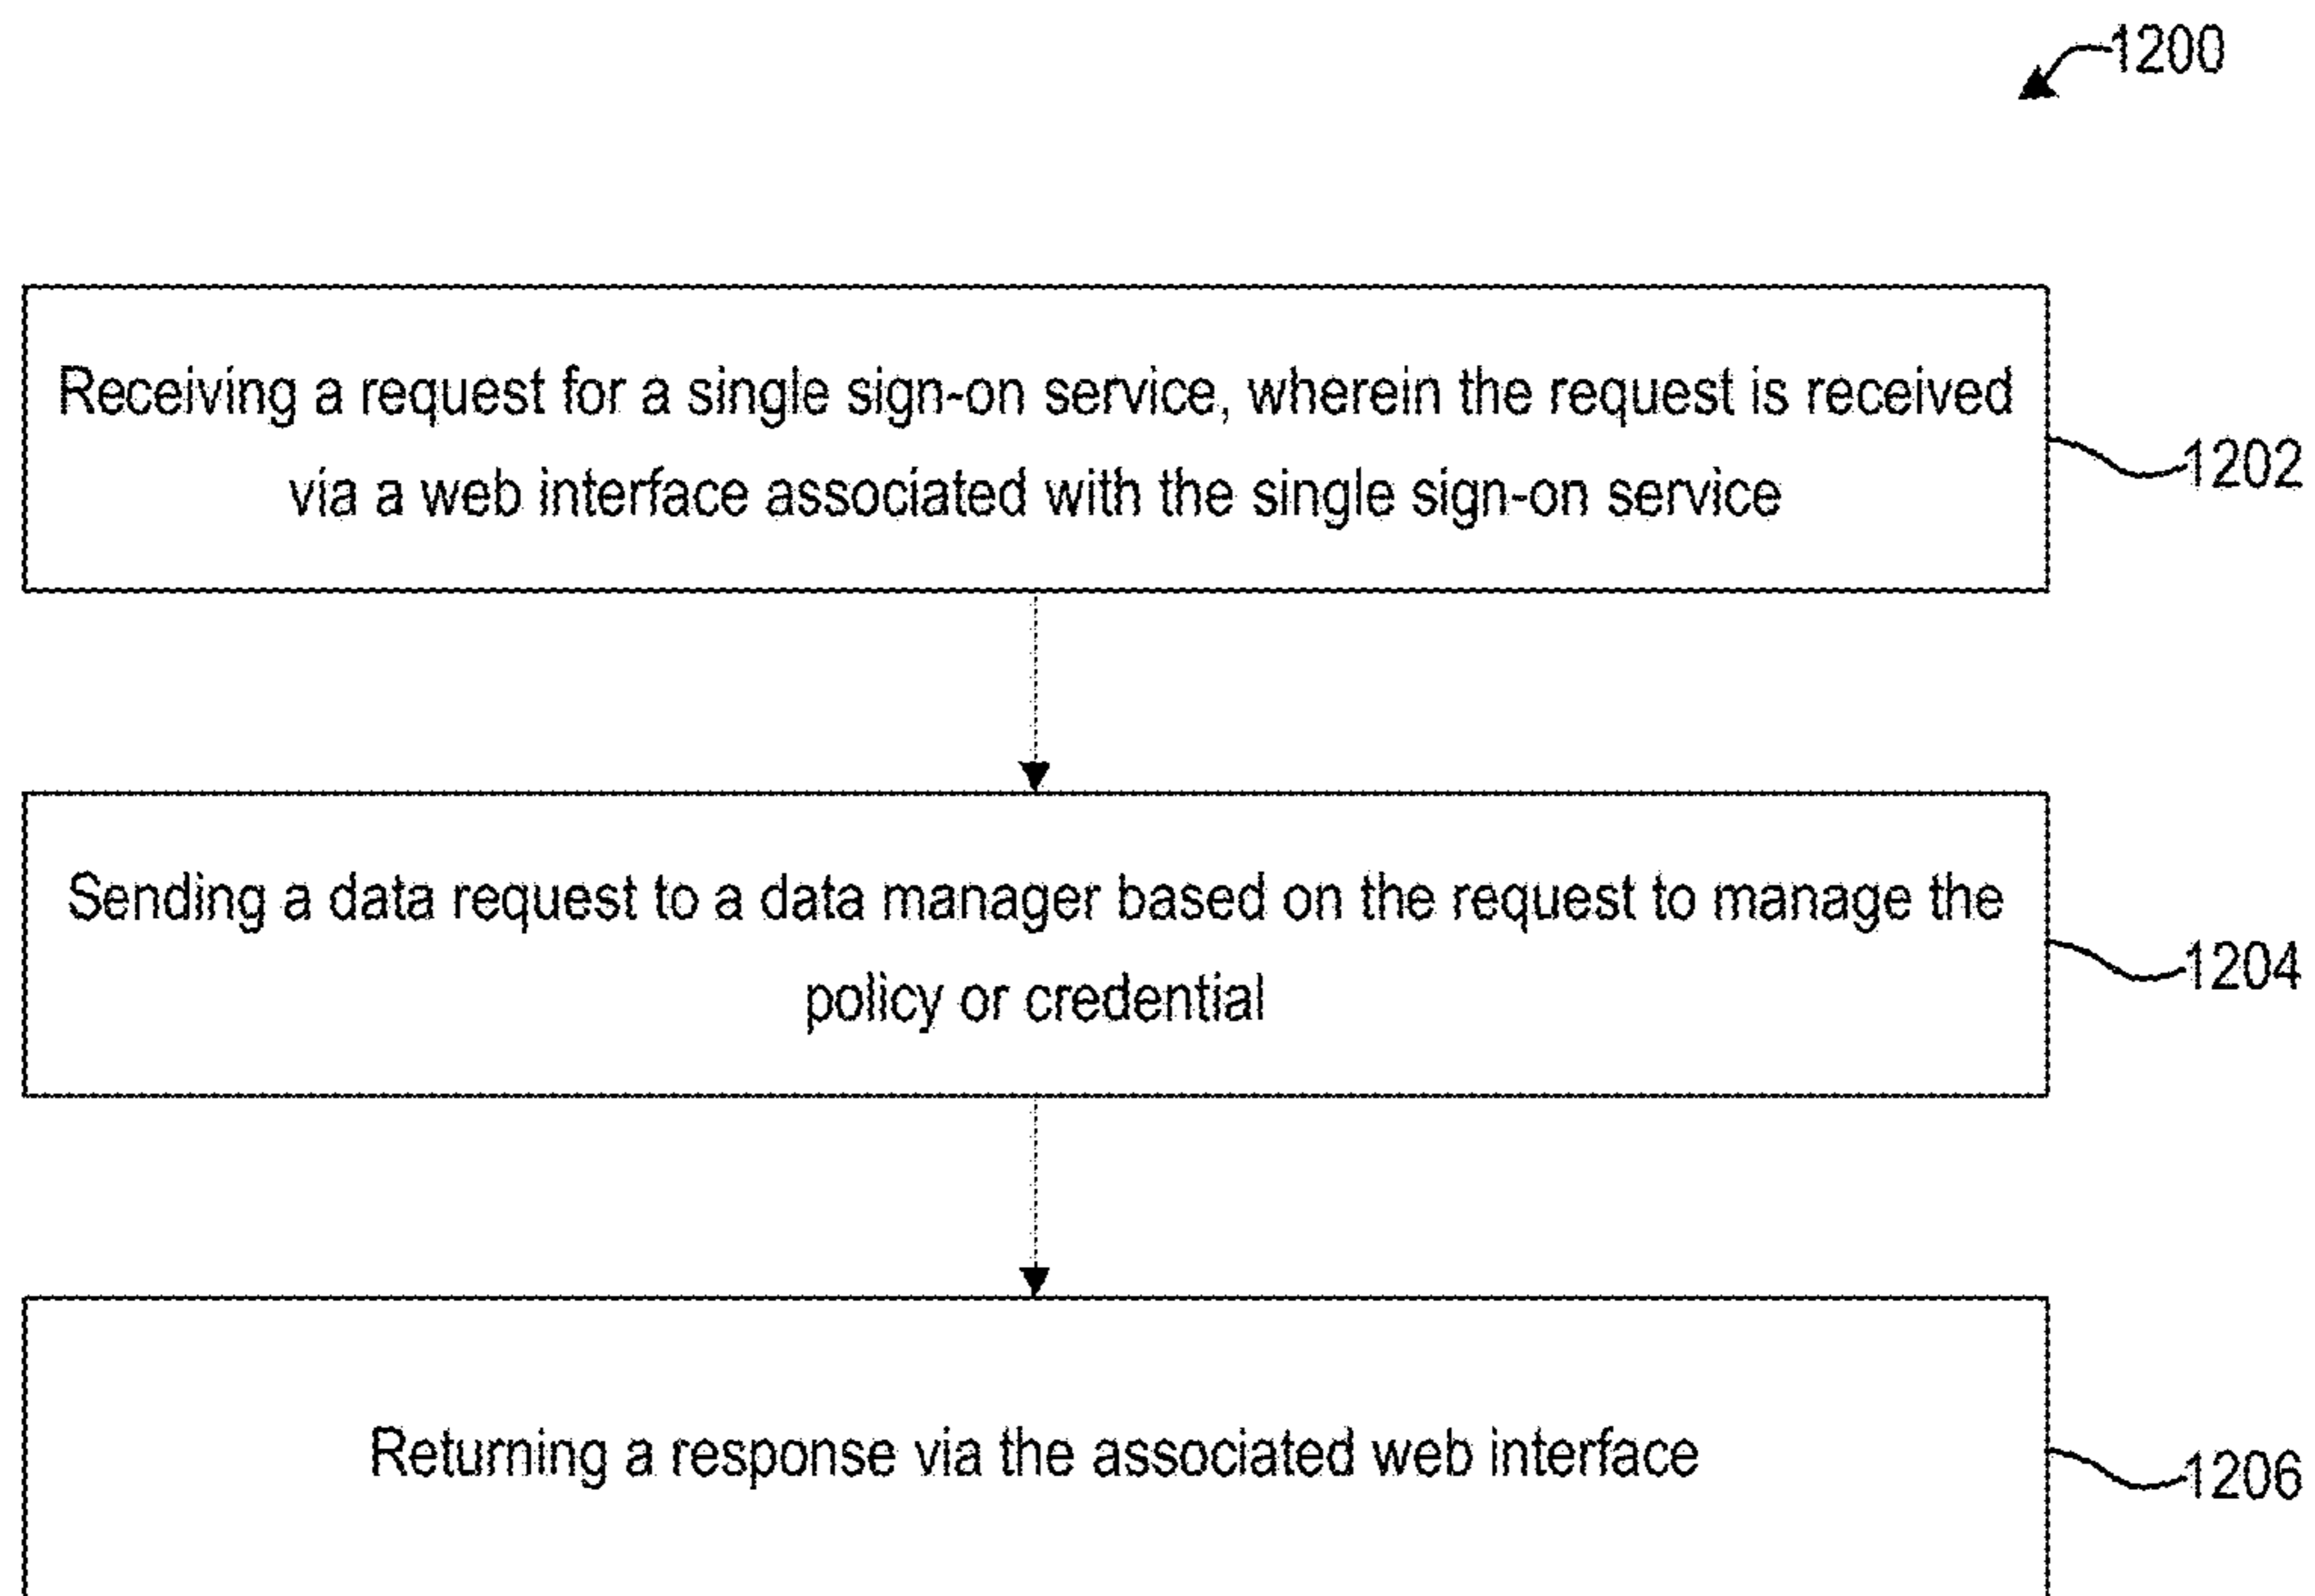 1200
Receiving a request for a single sign-on service, wherein the request is received
via a web interface associated with the single sign-on service
1202
Sending a data request to a data manager based on the request to manage the
policy or credential
1204
Returning a response via the associated web interface
1206